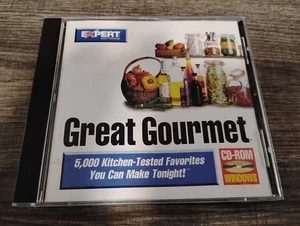 EXPERT
Great Gourmet
5,000 Kitchen-Tested Favorites
You Can Make Tonight!
CD-ROM
WINDOWS